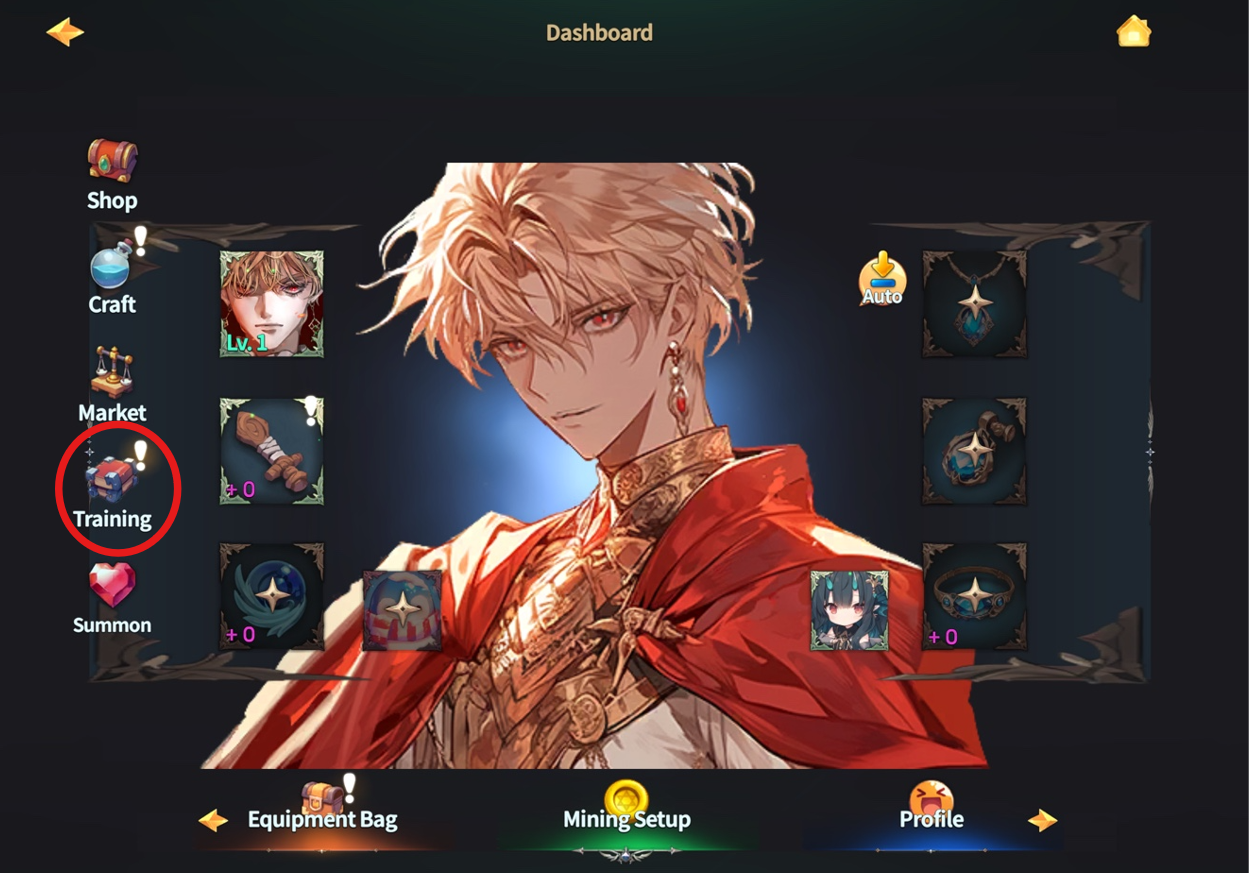 Dashboard
Shop
Craft
Market
Training
Summon
Lv. 1
+ 0
+ 0
Auto
+ 0
Equipment Bag
Mining Setup
Profile